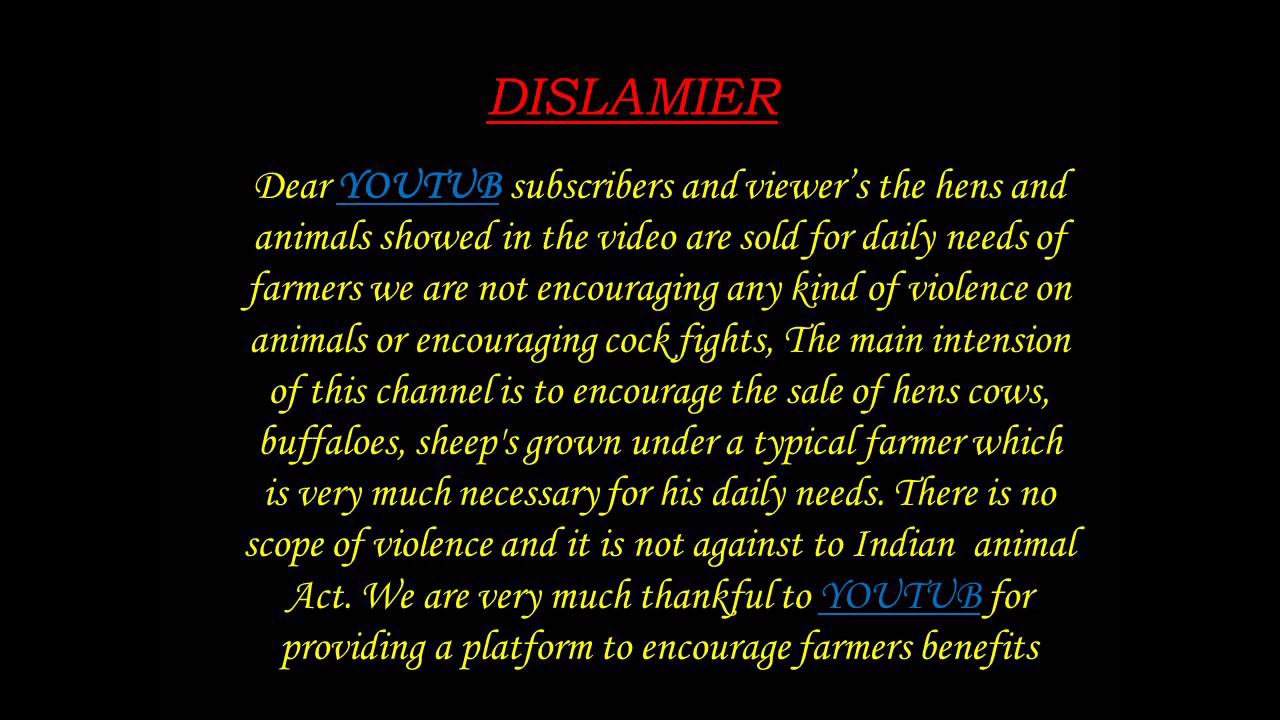 DISLAMIER
Dear YOUTUB subscribers and viewer’s the hens and
animals showed in the video are sold for daily needs of
farmers we are not encouraging any kind of violence on
animals or encouraging cock fights, The main intension
of this channel is to encourage the sale of hens cows,
buffaloes, sheep's grown under a typical farmer which
is very much necessary for his daily needs. There is no
scope of violence and it is not against to Indian  animal
Act. We are very much thankful to YOUTUB for
providing a platform to encourage farmers benefits